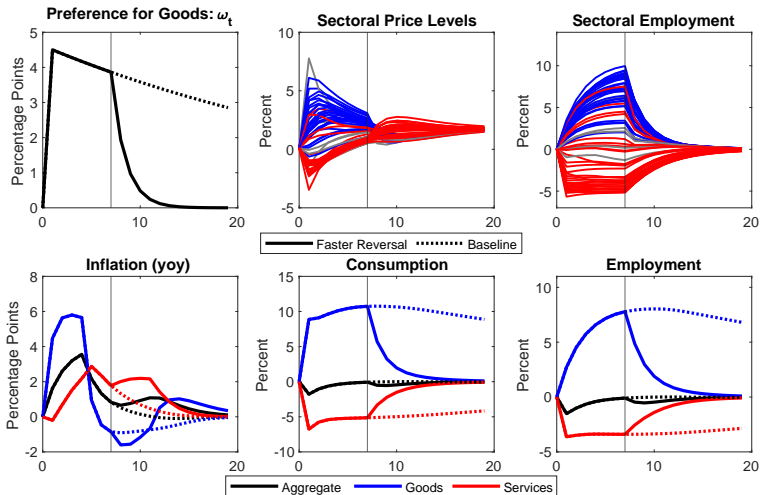 Preference for Goods: ωt
Percentage Points
5
4
3
2
1
0
0 10 20
Sectoral Price Levels
Percent
10
5
0
-5
0 10 20
Sectoral Employment
Percent
10
5
0
-5
0 10 20
Faster Reversal Baseline
Inflation (yoy)
Percentage Points
8
6
4
2
0
-2
0 10 20
Consumption
Percent
15
10
5
0
-5
-10
0 10 20
Employment
Percent
10
5
0
-5
0 10 20
Aggregate Goods Services